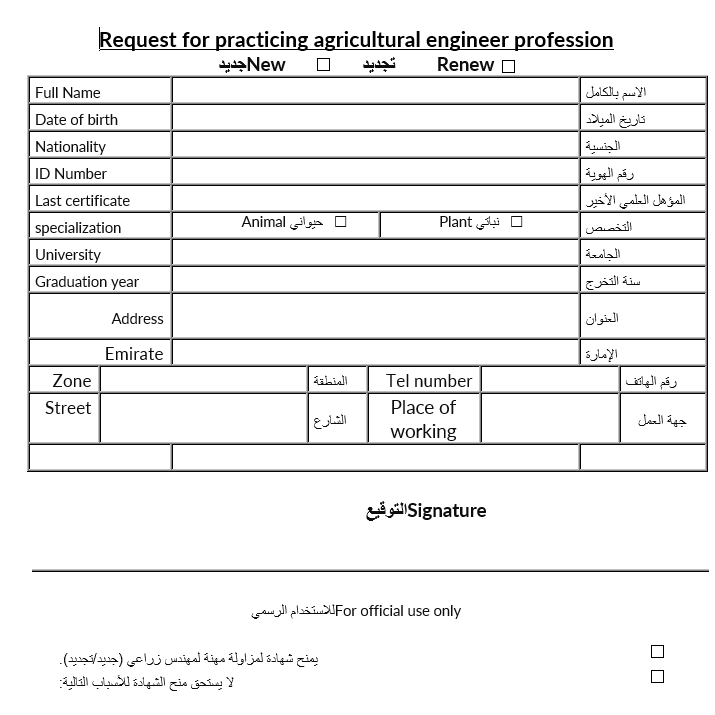 Request for practicing agricultural engineer profession
جديدNew ☐ تجديد Renew ☐
Full Name الاسم بالكامل
Date of birth تاريخ الميلاد
Nationality الجنسية
ID Number رقم الهوية
Last certificate المؤهل العلمي الأخير
specialization Animal حيواني ☐ Plant نباتي ☐ التخصص
University الجامعة
Graduation year سنة التخرج
Address العنوان
Emirate الإمارة
Zone المنطقة Tel number رقم الهاتف
Street الشارع Place of working جهة العمل
التوقيعSignature
للاستخدام الرسميFor official use only
يمنح شهادة لمزاولة مهنة لمهندس زراعي (جديد/تجديد). ☐
لا يستحق منح الشهادة للأسباب التالية: ☐